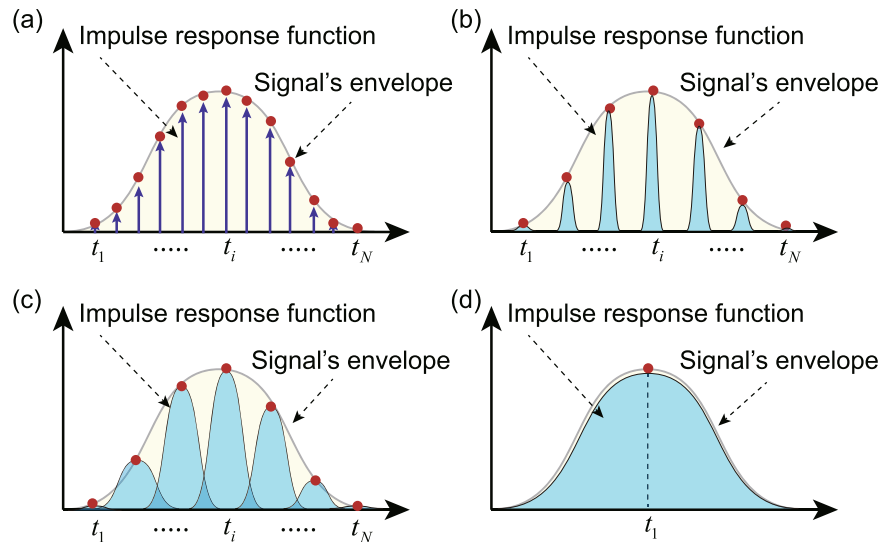 (a)
Impulse response function
Signal's envelope
t1 ..... ti ..... tN
(b)
Impulse response function
Signal's envelope
t1 ..... ti ..... tN
(c)
Impulse response function
Signal's envelope
t1 ..... ti ..... tN
(d)
Impulse response function
Signal's envelope
t1